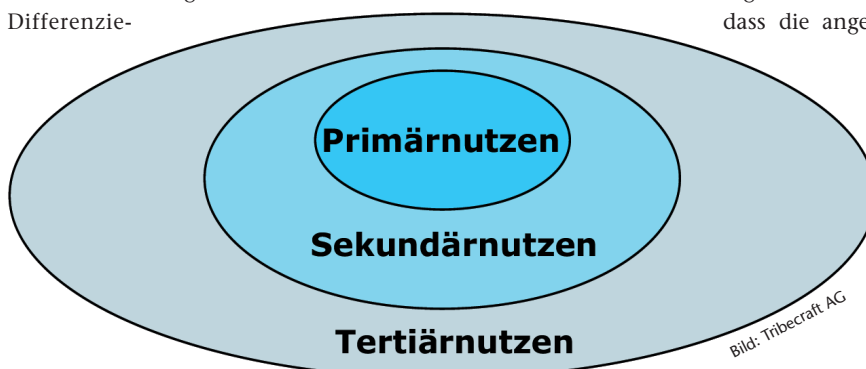 Differenzie-
dass die ange
Primärnutzen
Sekundärnutzen
Tertiärnutzen
Bild: Tribecraft AG